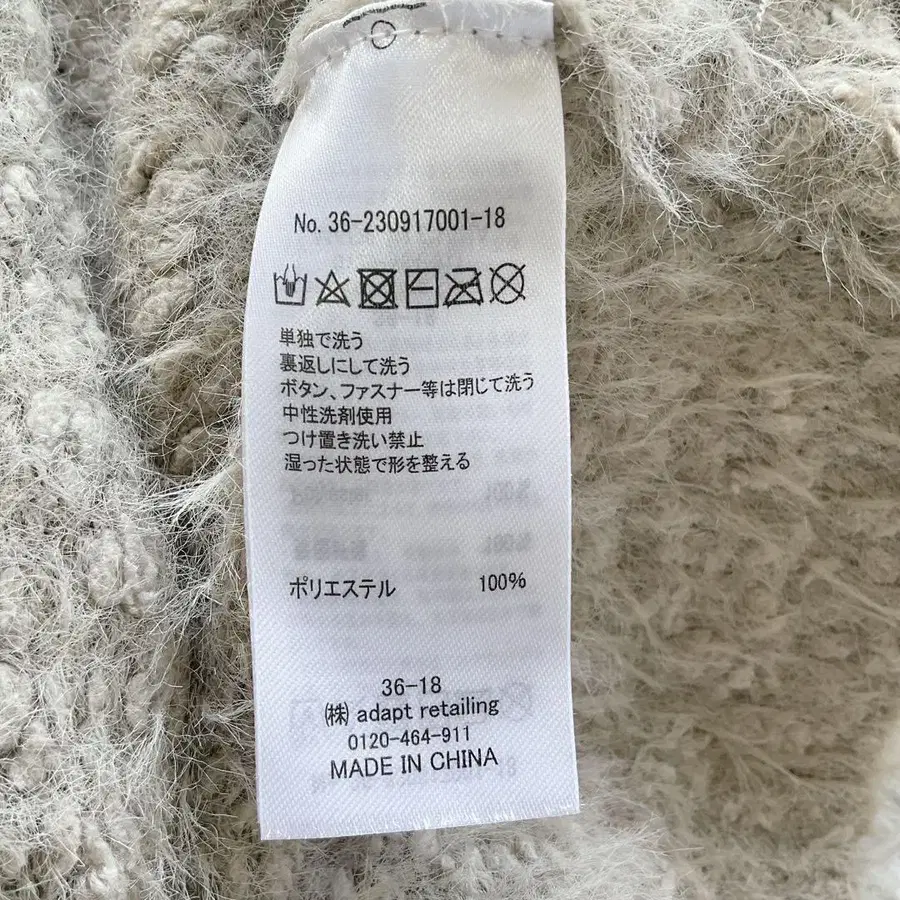 No. 36-230917001-18
単独で洗う
裏返しにして洗う
ボタン、ファスナー等は閉じて洗う
中性洗剤使用
つけ置き洗い禁止
湿った状態で形を整える
ポリエステル 100%
36-18
㈱ adapt retailing
0120-464-911
MADE IN CHINA